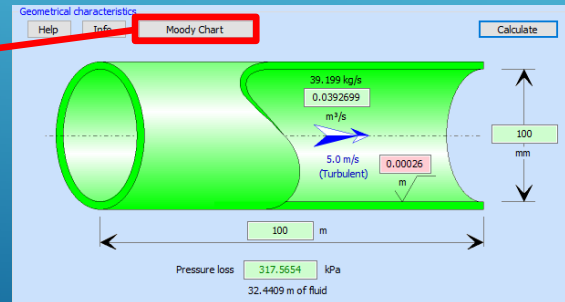 Geometrical characteristics
Help Info Moody Chart Calculate
39.199 kg/s
0.0392699
m³/s
5.0 m/s
(Turbulent)
0.00026
m
100
mm
100 m
Pressure loss 317.5654 kPa
32.4409 m of fluid